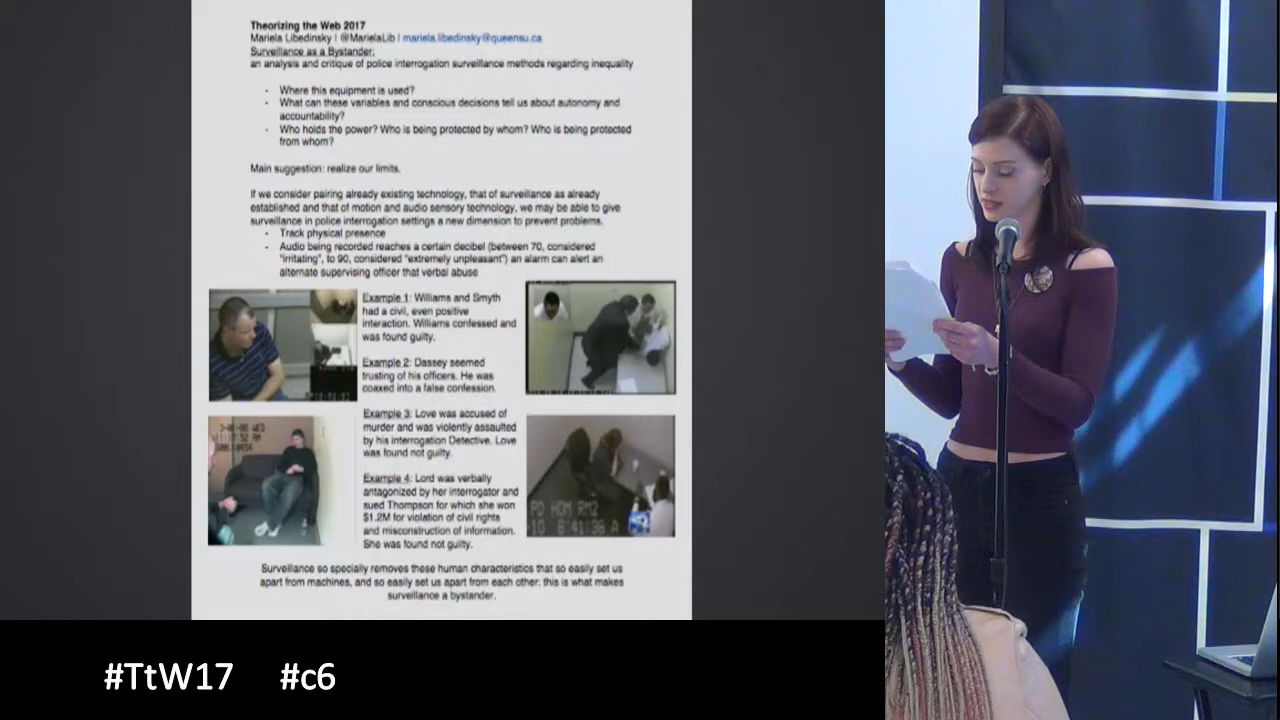 Theorizing the Web 2017
Mariela Libedinsky | @MarielaLib | mariela.libedinsky@queensu.ca
Surveillance as a Bystander:
an analysis and critique of police interrogation surveillance methods regarding inequality
- Where this equipment is used?
- What can these variables and conscious decisions tell us about autonomy and
accountability?
- Who holds the power? Who is being protected by whom? Who is being protected
from whom?
Main suggestion: realize our limits.
If we consider pairing already existing technology, that of surveillance as already
established and that of motion and audio sensory technology, we may be able to give
surveillance in police interrogation settings a new dimension to prevent problems.
- Track physical presence
- Audio being recorded reaches a certain decibel (between 70, considered
"irritating", to 90, considered "extremely unpleasant") an alarm can alert an
alternate supervising officer that verbal abuse
Example 1: Williams and Smyth
had a civil, even positive
interaction. Williams confessed and
was found guilty.
Example 2: Dassey seemed
trusting of his officers. He was
coaxed into a false confession.
Example 3: Love was accused of
murder and was violently assaulted
by his interrogation Detective. Love
was found not guilty.
Example 4: Lord was verbally
antagonized by her interrogator and
sued Thompson for which she won
$1.2M for violation of civil rights
and misconstruction of information.
She was found not guilty.
PD HOM RM2
Surveillance so specially removes these human characteristics that so easily set us
apart from machines, and so easily set us apart from each other: this is what makes
surveillance a bystander.
#TtW17 #c6